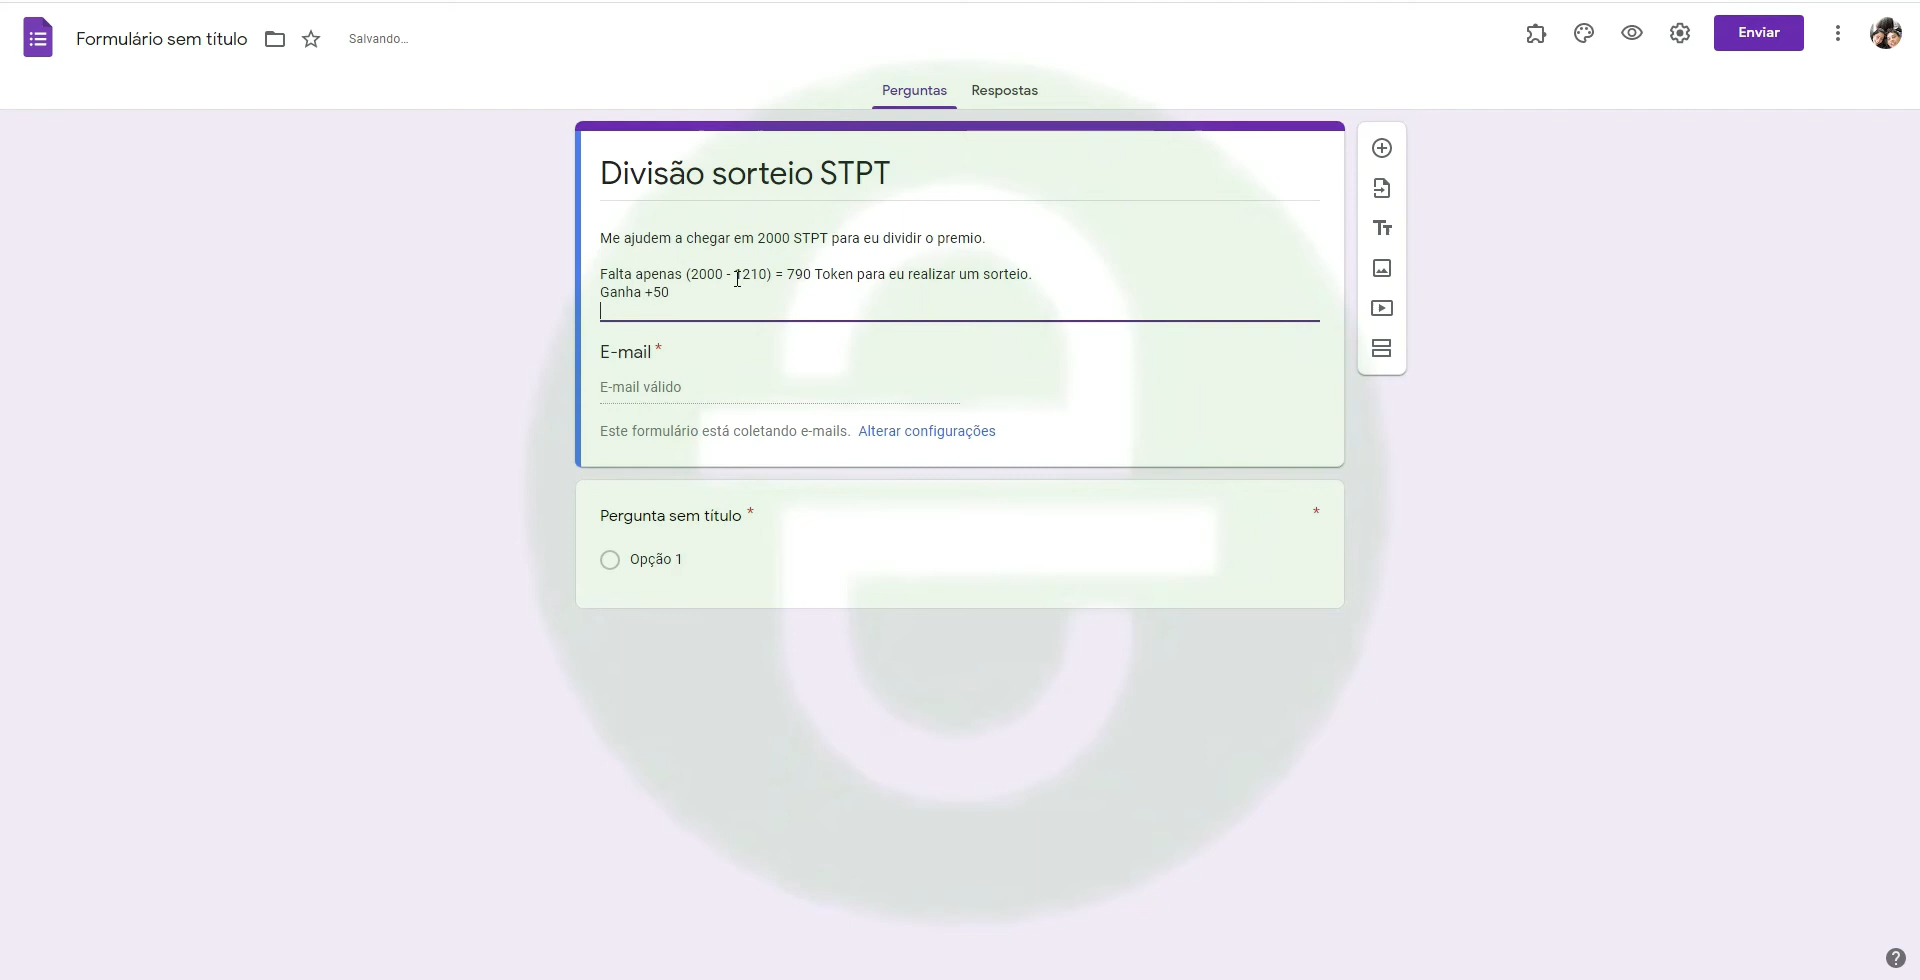 Formulário sem título
Salvando...
Enviar
Perguntas
Respostas
Divisão sorteio STPT
Me ajudem a chegar em 2000 STPT para eu dividir o premio.
Falta apenas (2000 - 1210) = 790 Token para eu realizar um sorteio.
Ganha +50
E-mail *
E-mail válido
Este formulário está coletando e-mails. Alterar configurações
Pergunta sem título * *
Opção 1